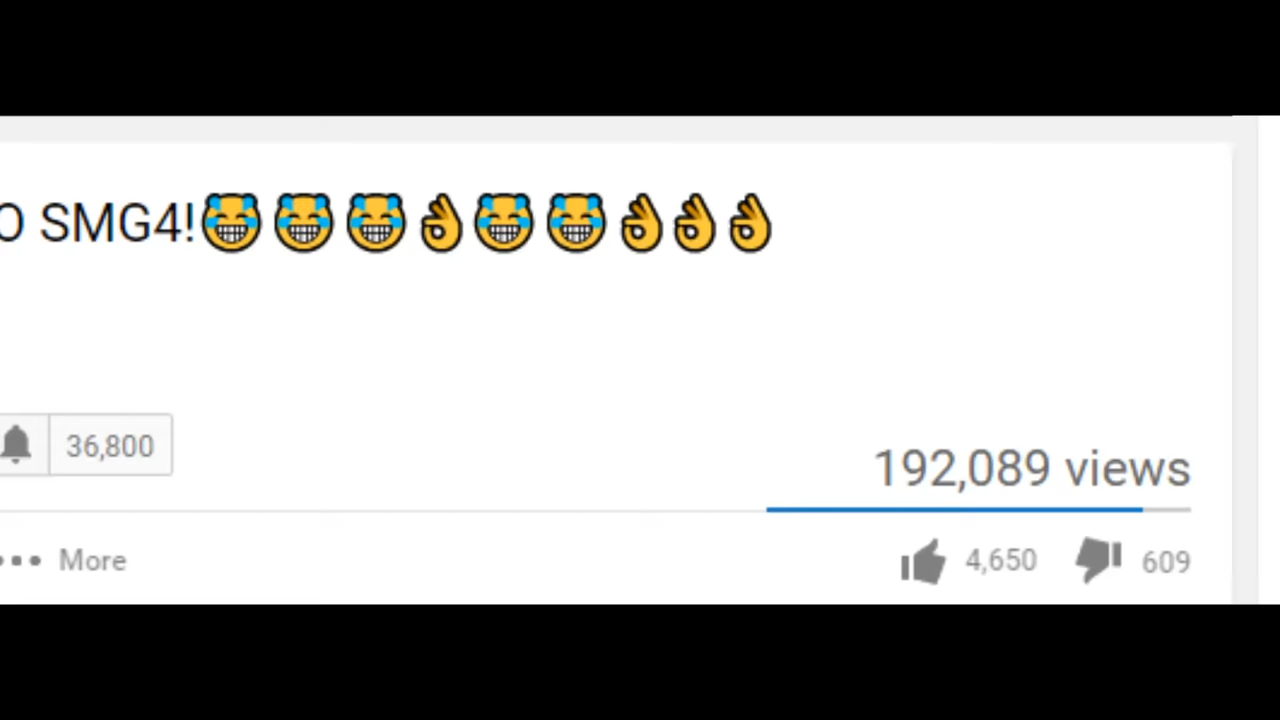 O SMG4!😹😹😹👌😹😹👌👌👌
36,800
192,089 views
More
4,650 609